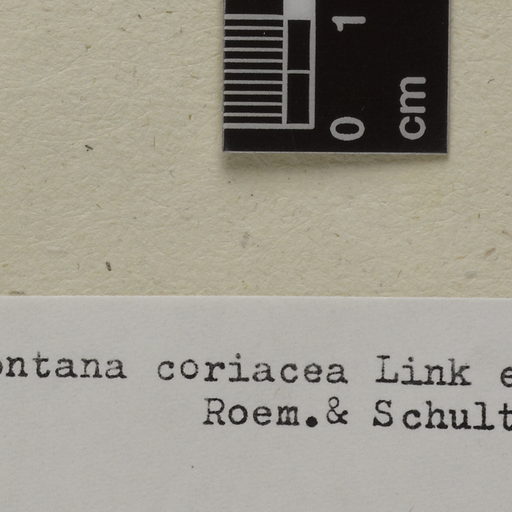 1
0
cm
ontana coriacea Link e
Roem.& Schult